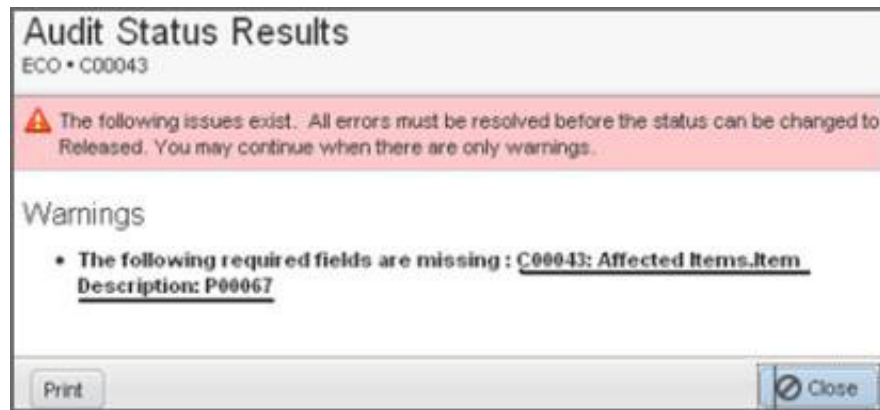 Audit Status Results
ECO • C00043
The following issues exist. All errors must be resolved before the status can be changed to
Released. You may continue when there are only warnings.
Warnings
• The following required fields are missing : C00043: Affected Items.Item
Description: P00067
Print
Close